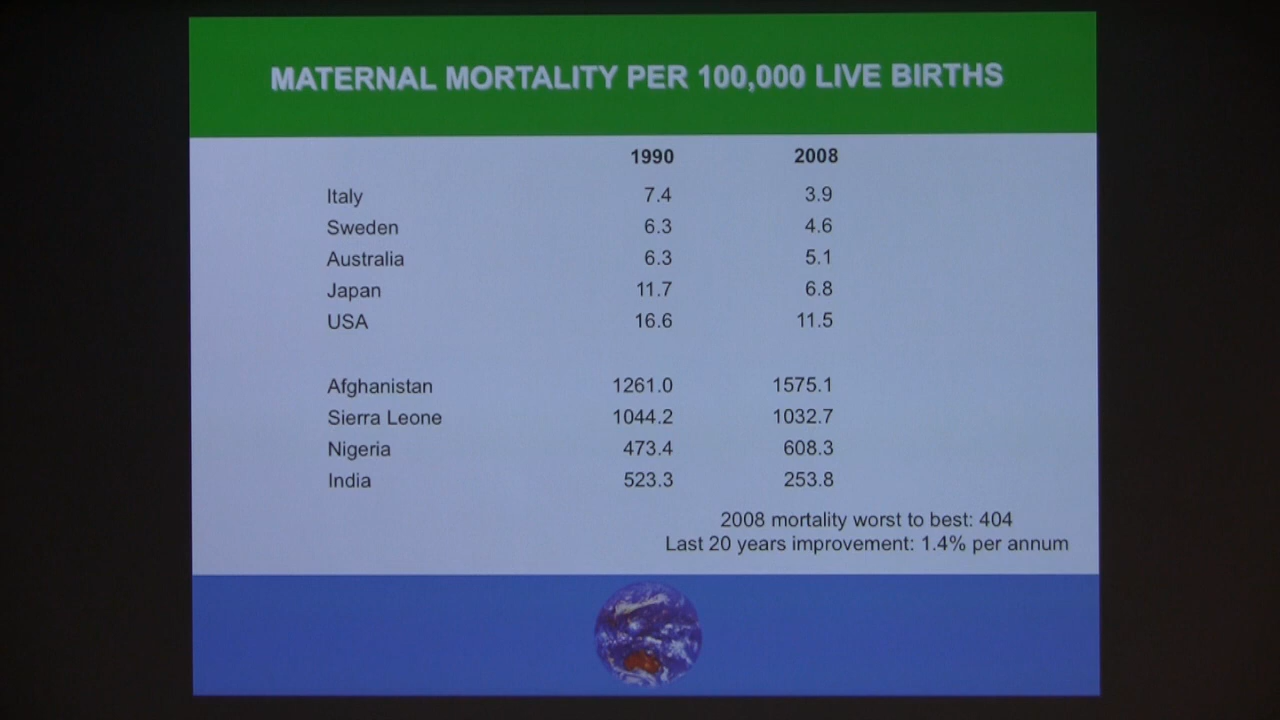 MATERNAL MORTALITY PER 100,000 LIVE BIRTHS
1990 2008
Italy 7.4 3.9
Sweden 6.3 4.6
Australia 6.3 5.1
Japan 11.7 6.8
USA 16.6 11.5
Afghanistan 1261.0 1575.1
Sierra Leone 1044.2 1032.7
Nigeria 473.4 608.3
India 523.3 253.8
2008 mortality worst to best: 404
Last 20 years improvement: 1.4% per annum